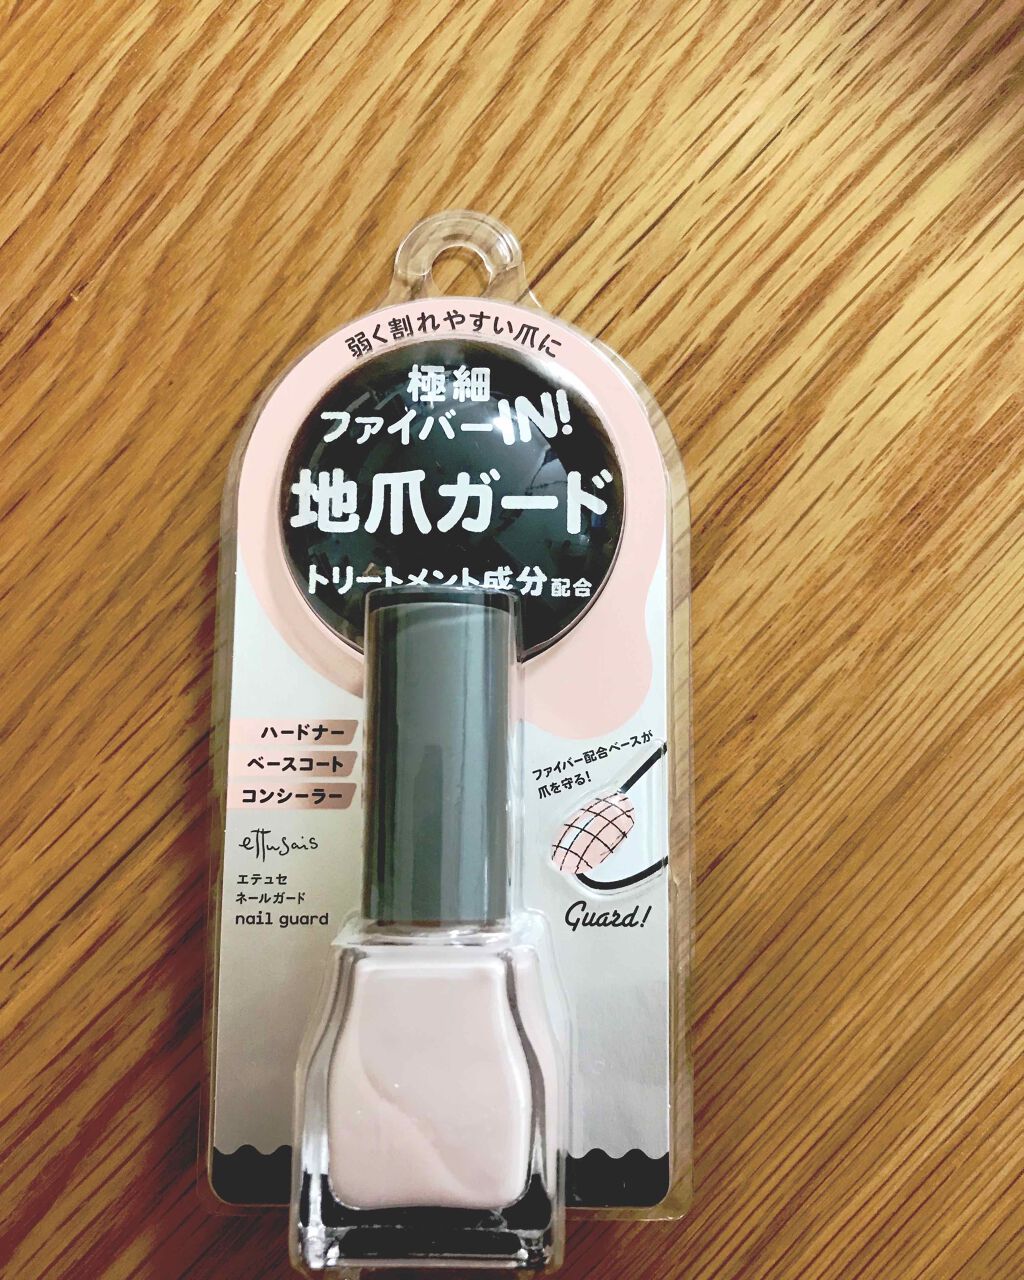 弱く割れやすい爪に
極細
ファイバーIN!
地爪ガード
トリートメント成分配合
ハードナー
ベースコート
コンシーラー
ettusais
エテュセ
ネールガード
nail guard
ファイバー配合ベースが
爪を守る!
Guard!